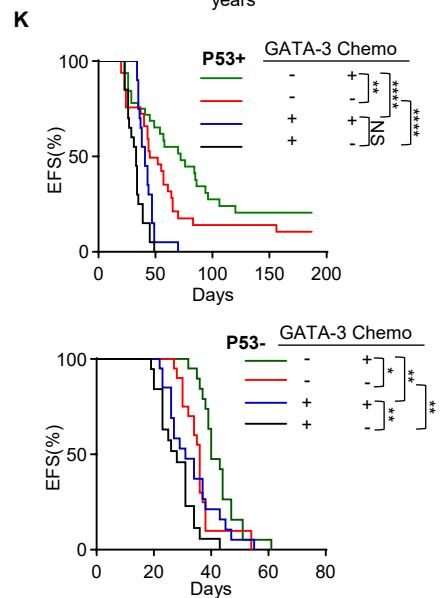 years
K
P53+ GATA-3 Chemo
- + **
- - ****
+ + NS
+ - ****
EFS(%)
100
50
0
0 50 100 150 200
Days
P53- GATA-3 Chemo
- + *
- - **
+ + **
+ - **
EFS(%)
100
50
0
0 20 40 60 80
Days